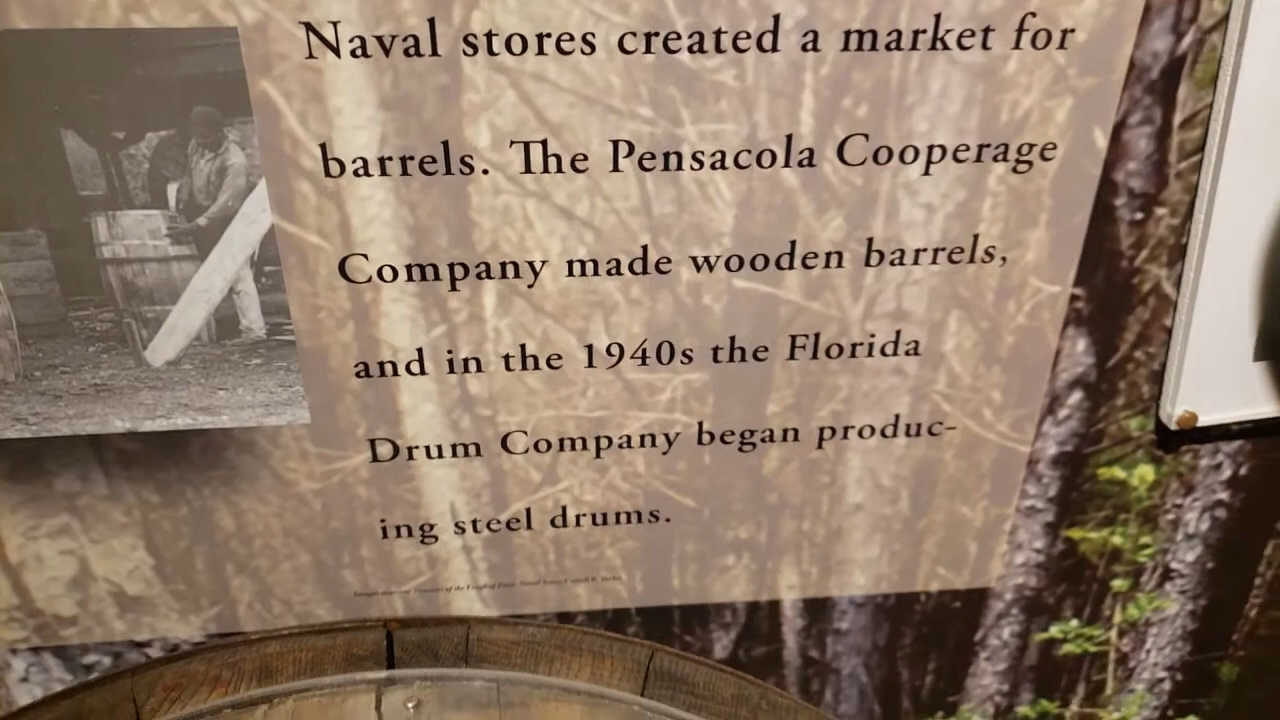 Naval stores created a market for
barrels. The Pensacola Cooperage
Company made wooden barrels,
and in the 1940s the Florida
Drum Company began produc-
ing steel drums.